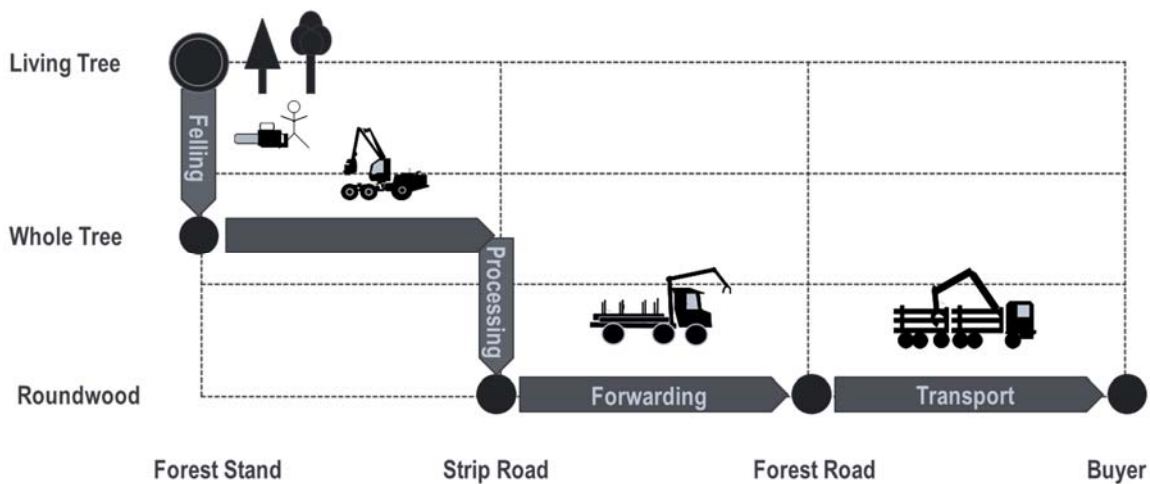 Living Tree
Felling
Whole Tree
Processing
Roundwood
Forwarding
Transport
Forest Stand
Strip Road
Forest Road
Buyer